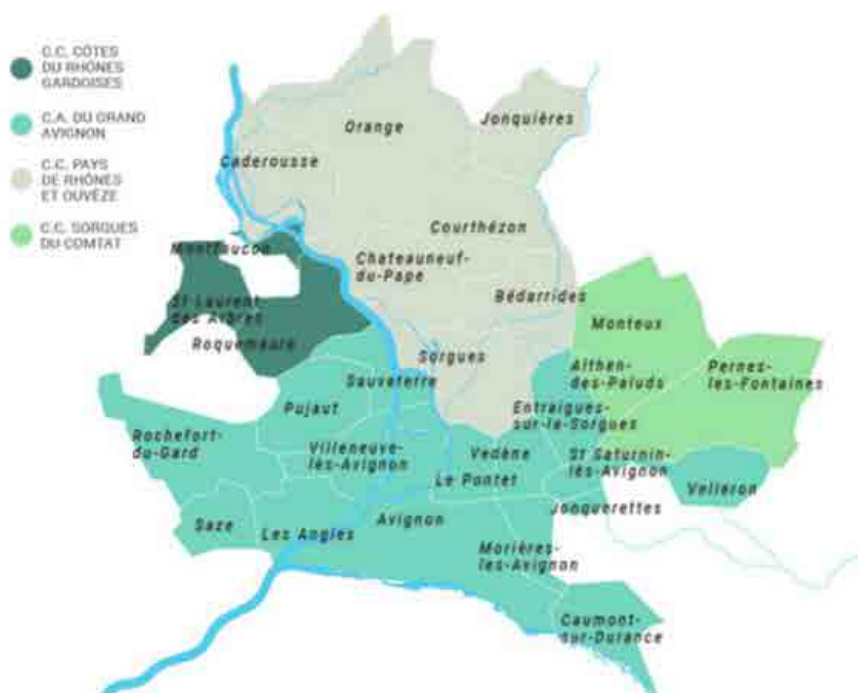 C.C. CÔTES
DU RHÔNES
GARDOISES
C.A. DU GRAND
AVIGNON
C.C. PAYS
DE RHÔNES
ET OUVÈZE
C.C. SORGUES
DU COMTAT
Orange
Jonquières
Caderousse
Courthézon
Montfaucon
Chateauneuf-
du-Pape
Bédarrides
St Laurent-
des Arbres
Monteux
Roquemaure
Sorgues
Althen-
des-Paluds
Pernes-
les-Fontaines
Sauveterre
Pujaut
Entraigues-
sur-la-Sorgues
Rochefort-
du-Gard
Villeneuve-
lès-Avignon
Vedène
St Saturnin-
lès-Avignon
Le Pontet
Velleron
Jonquerettes
Saze
Les Angles
Avignon
Morières-
les-Avignon
Caumont-
sur-Durance